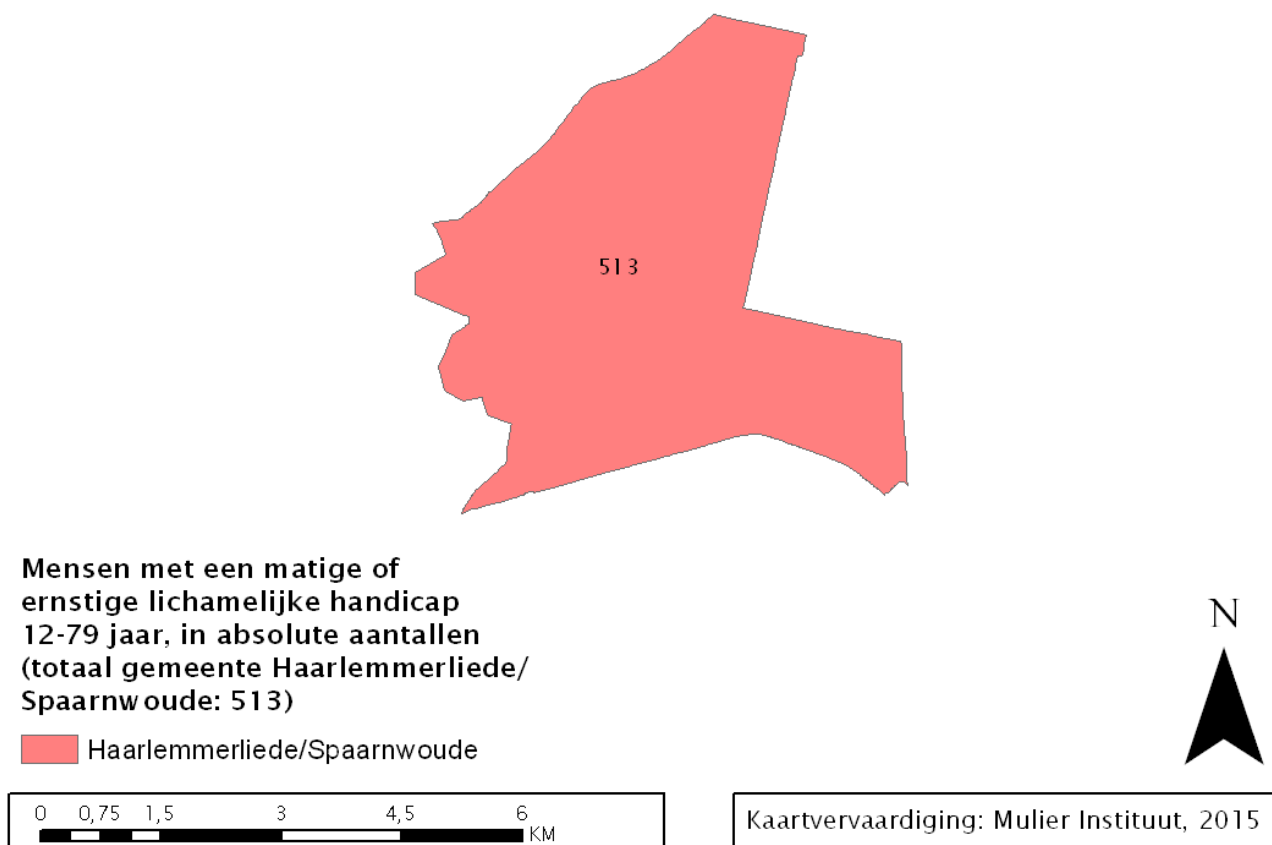 513
Mensen met een matige of
ernstige lichamelijke handicap
12-79 jaar, in absolute aantallen
(totaal gemeente Haarlemmerliede/
Spaarnwoude: 513)
N
Haarlemmerliede/Spaarnwoude
0 0,75 1,5 3 4,5 6
KM
Kaartvervaardiging: Mulier Instituut, 2015